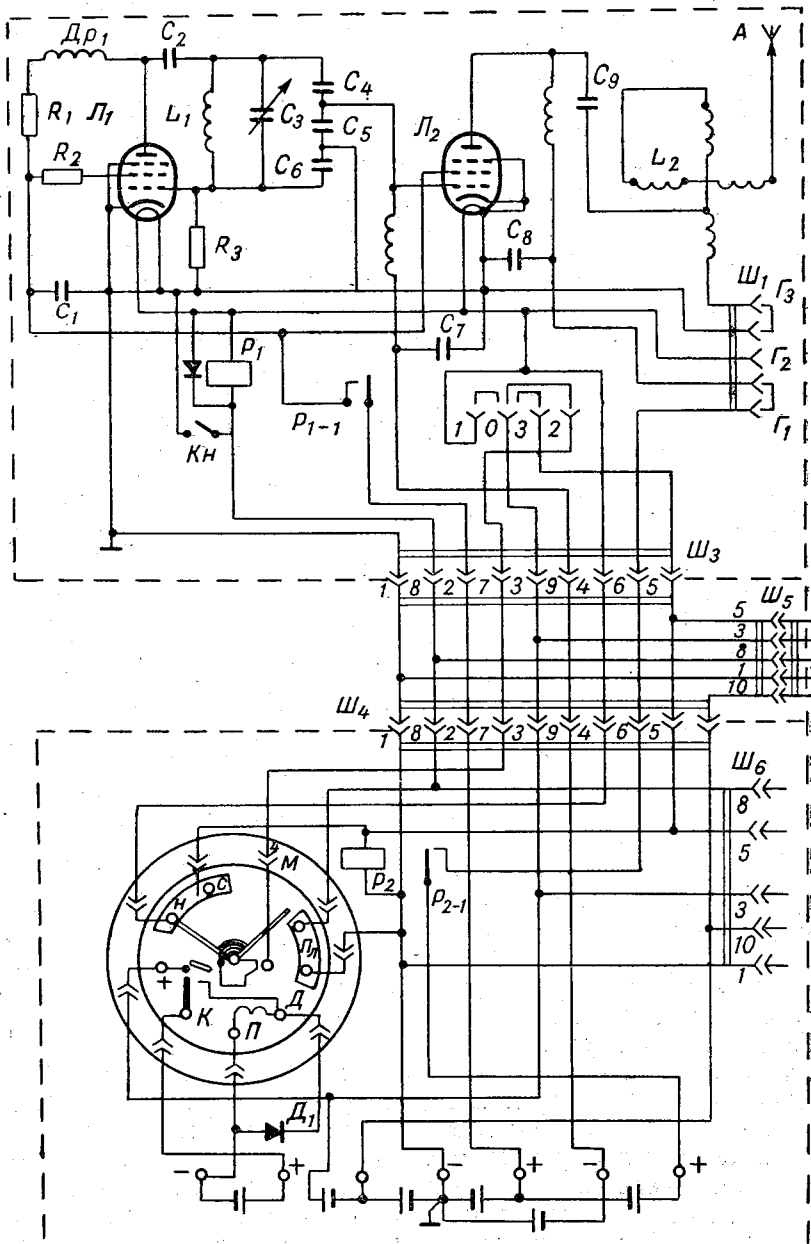 Др₁ C₂ A
R₁ Л₁ L₁ C₃ C₄ Л₂ C₉
R₂ C₅ L₂
C₆
R₃ C₈
C₁ Ш₁ Г₃
P₁ C₇ Г₂
Кн P₁₋₁ 1 0 3 2 Г₁
Ш₃
1 8 2 7 3 9 4 6 5
Ш₅
5
3
8
1
10
Ш₄
1 8 2 7 3 9 4 6 5
Ш₆
8
4 М
P₂ 5
С
Н P₂₋₁ 3
Пл
10
+ 1
К П Д
Д₁
- + - + - +